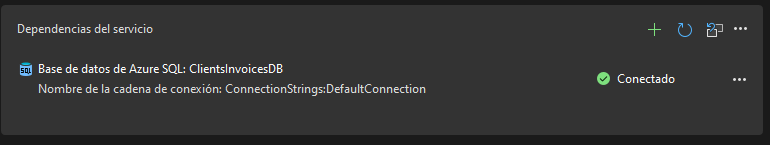 Dependencias del servicio
SQL
Base de datos de Azure SQL: ClientsInvoicesDB
Conectado
Nombre de la cadena de conexión: ConnectionStrings:DefaultConnection